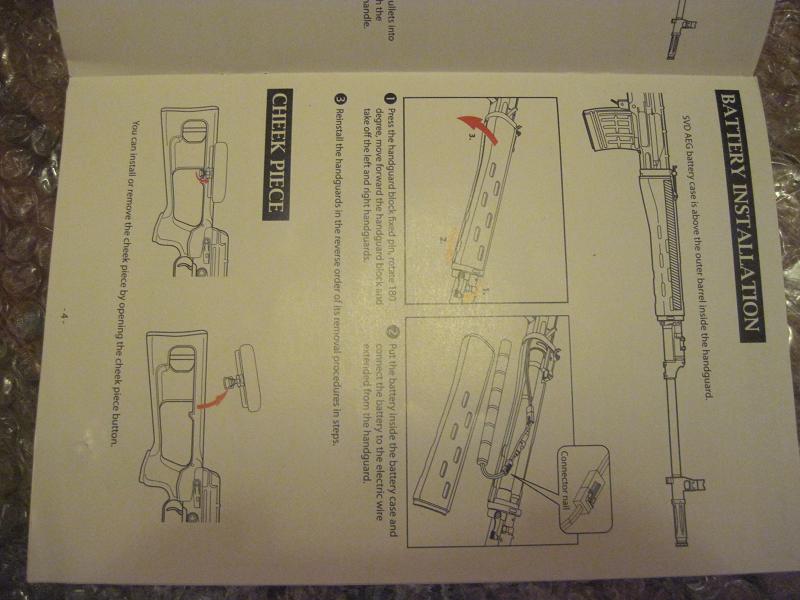 BATTERY INSTALLATION
SVD AEG battery case is above the outer barrel inside the handguard.
1.
2.
3.
Connector nail
1 Press the handguard block fixed pin, rotate 180
degree, move forward the handguard block and
take off the left and right handguards.
2 Put the battery inside the battery case and
connect the battery to the electric wire
extended from the handguard.
3 Reinstall the handguards in the reverse order of its removal procedures in steps.
CHEEK PIECE
You can install or remove the cheek piece by opening the cheek piece button.
- 4 -
ullets into
h the
handle.